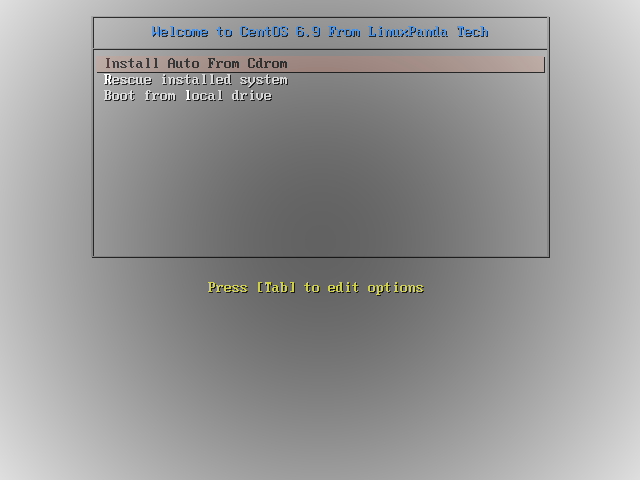 Welcome to CentOS 6.9 From LinuxPanda Tech
Install Auto From Cdrom
Rescue installed system
Boot from local drive
Press [Tab] to edit options